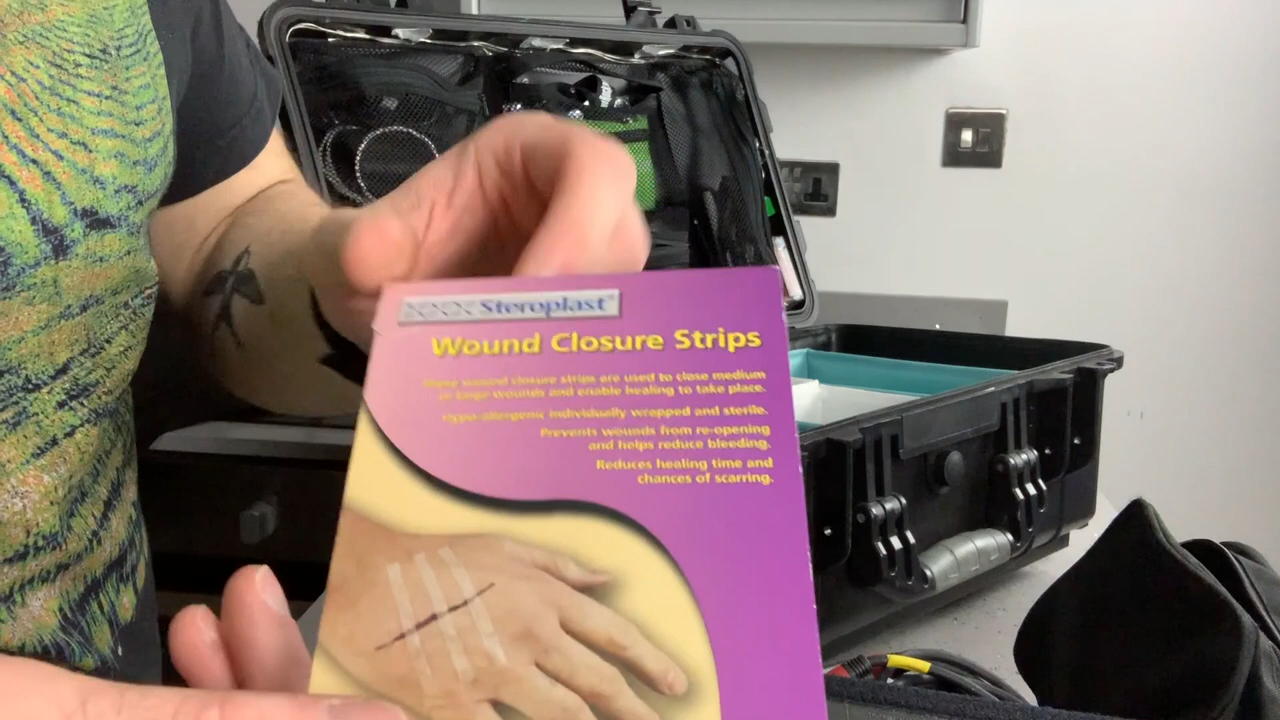 Steroplast®
Wound Closure Strips
These wound closure strips are used to close medium
to large wounds and enable healing to take place.
Hypo-allergenic individually wrapped and sterile.
Prevents wounds from re-opening
and helps reduce bleeding.
Reduces healing time and
chances of scarring.